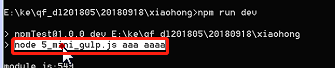 E:\ke\qf_d1201805\20180918\xiaohong>npm run dev
> npmTest01@1.0.0 dev E:\ke\qf_d1201805\20180918\xiaohong
> node 5_mini_gulp.js aaa aaaa
module.js:549